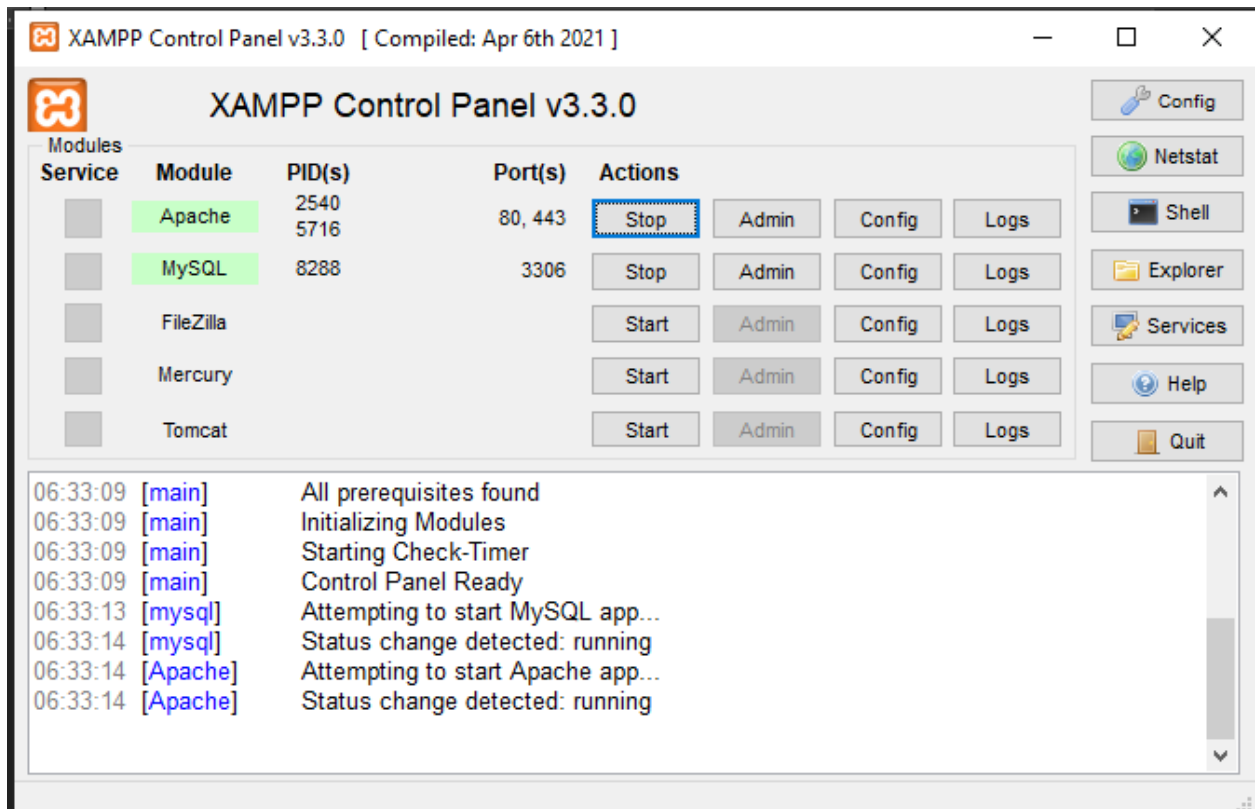 XAMPP Control Panel v3.3.0 [ Compiled: Apr 6th 2021 ]
XAMPP Control Panel v3.3.0
Config
Netstat
Shell
Explorer
Services
Help
Quit
Modules
Service Module PID(s) Port(s) Actions
Apache 2540 5716 80, 443 Stop Admin Config Logs
MySQL 8288 3306 Stop Admin Config Logs
FileZilla Start Admin Config Logs
Mercury Start Admin Config Logs
Tomcat Start Admin Config Logs
06:33:09 [main] All prerequisites found
06:33:09 [main] Initializing Modules
06:33:09 [main] Starting Check-Timer
06:33:09 [main] Control Panel Ready
06:33:13 [mysql] Attempting to start MySQL app...
06:33:14 [mysql] Status change detected: running
06:33:14 [Apache] Attempting to start Apache app...
06:33:14 [Apache] Status change detected: running